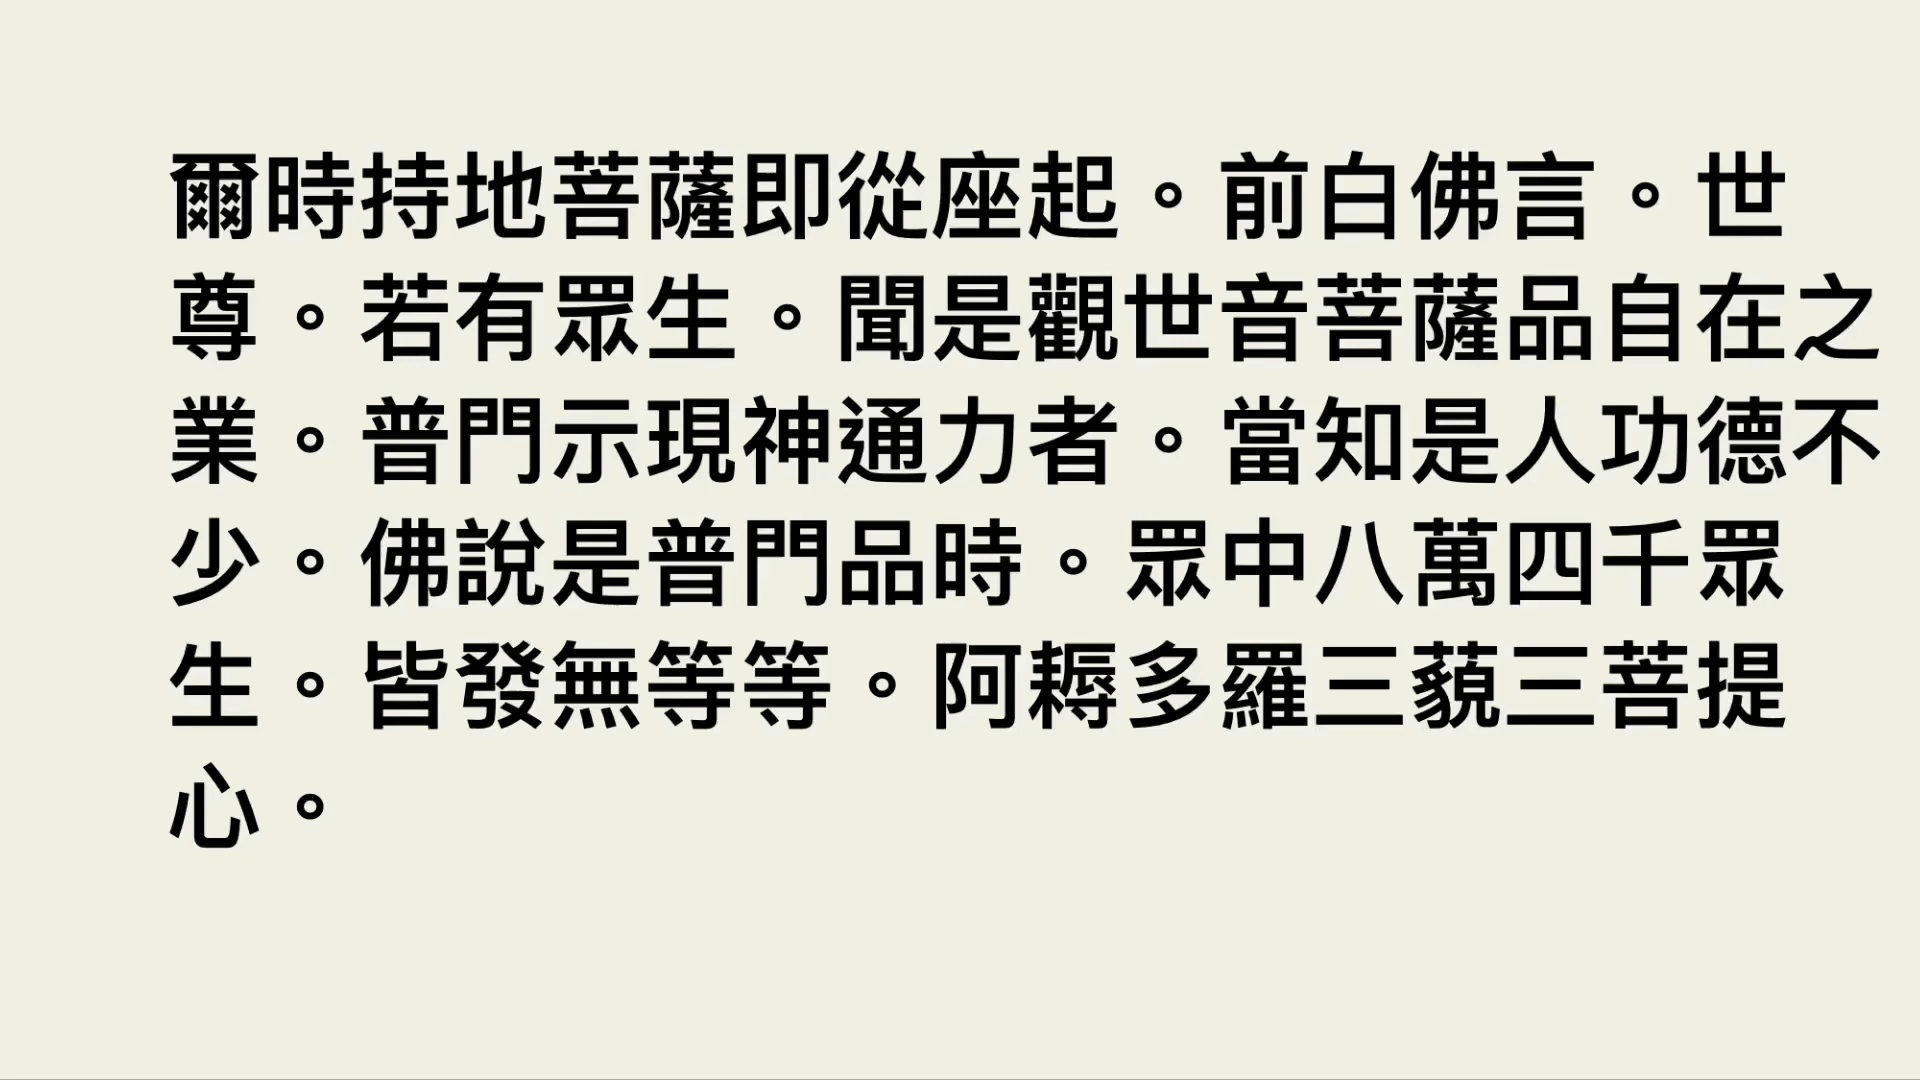 爾時持地菩薩即從座起。前白佛言。世
尊。若有眾生。聞是觀世音菩薩品自在之
業。普門示現神通力者。當知是人功德不
少。佛說是普門品時。眾中八萬四千眾
生。皆發無等等。阿耨多羅三藐三菩提
心。